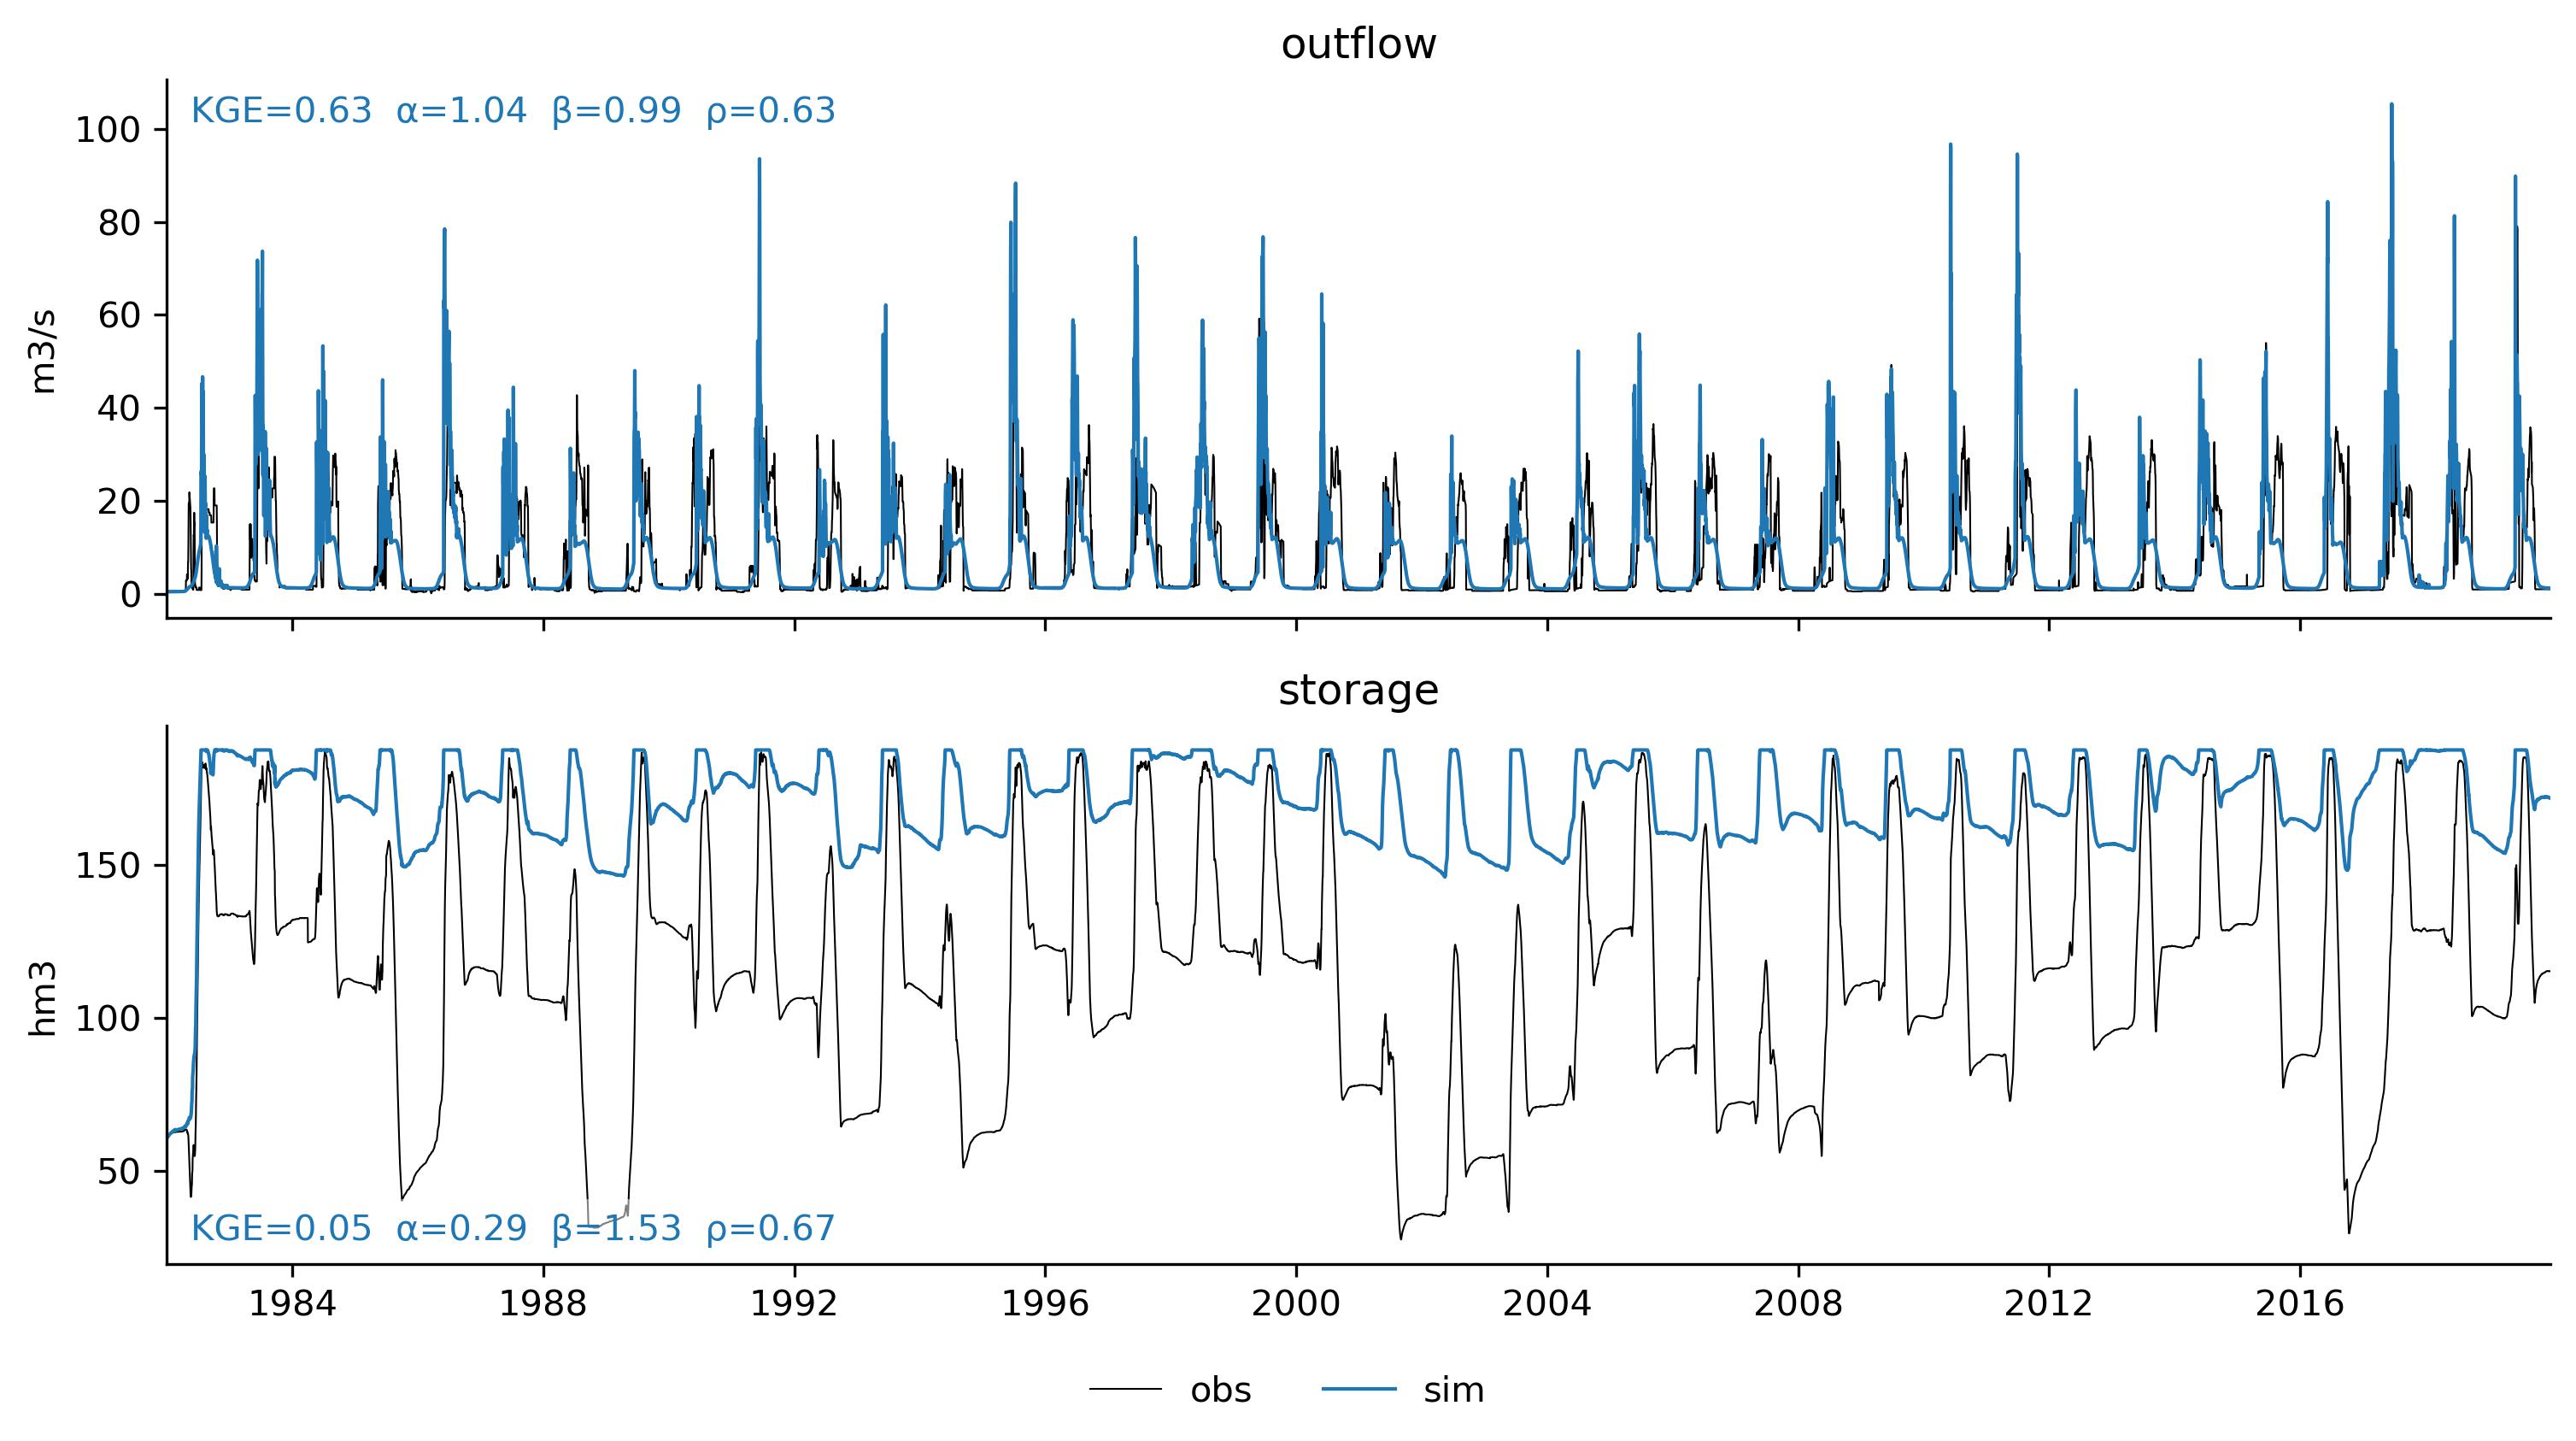 outflow
KGE=0.63 α=1.04 β=0.99 ρ=0.63
100
80
60
40
20
0
m3/s
storage
150
100
50
hm3
KGE=0.05 α=0.29 β=1.53 ρ=0.67
1984 1988 1992 1996 2000 2004 2008 2012 2016
obs sim